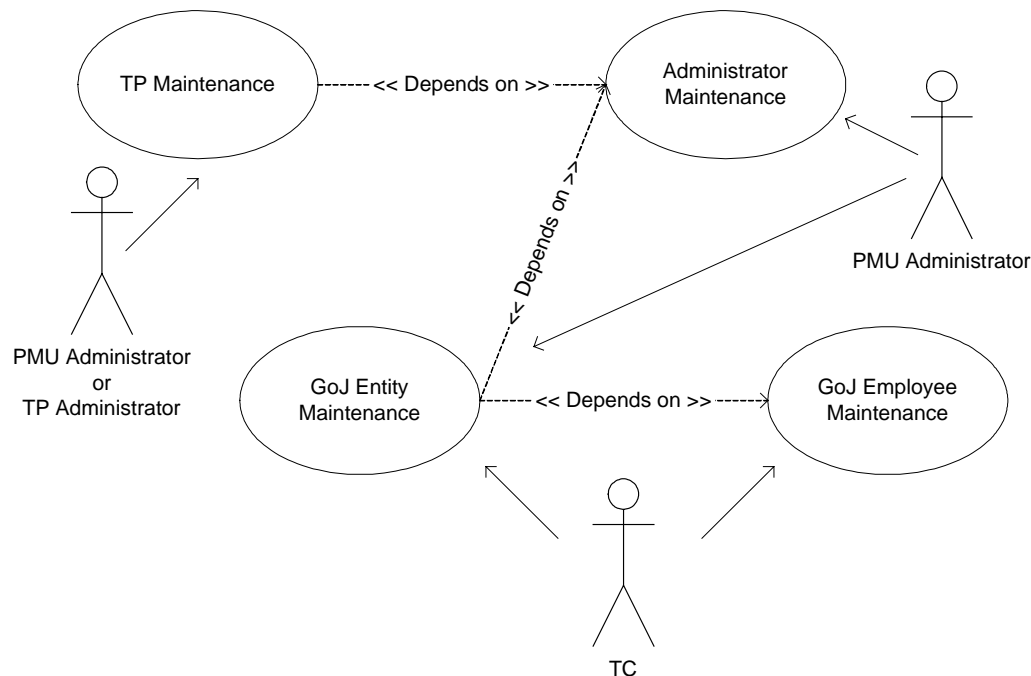 TP Maintenance
<< Depends on >>
Administrator
Maintenance
<< Depends on >>
PMU Administrator
PMU Administrator
or
TP Administrator
GoJ Entity
Maintenance
<< Depends on >>
GoJ Employee
Maintenance
TC